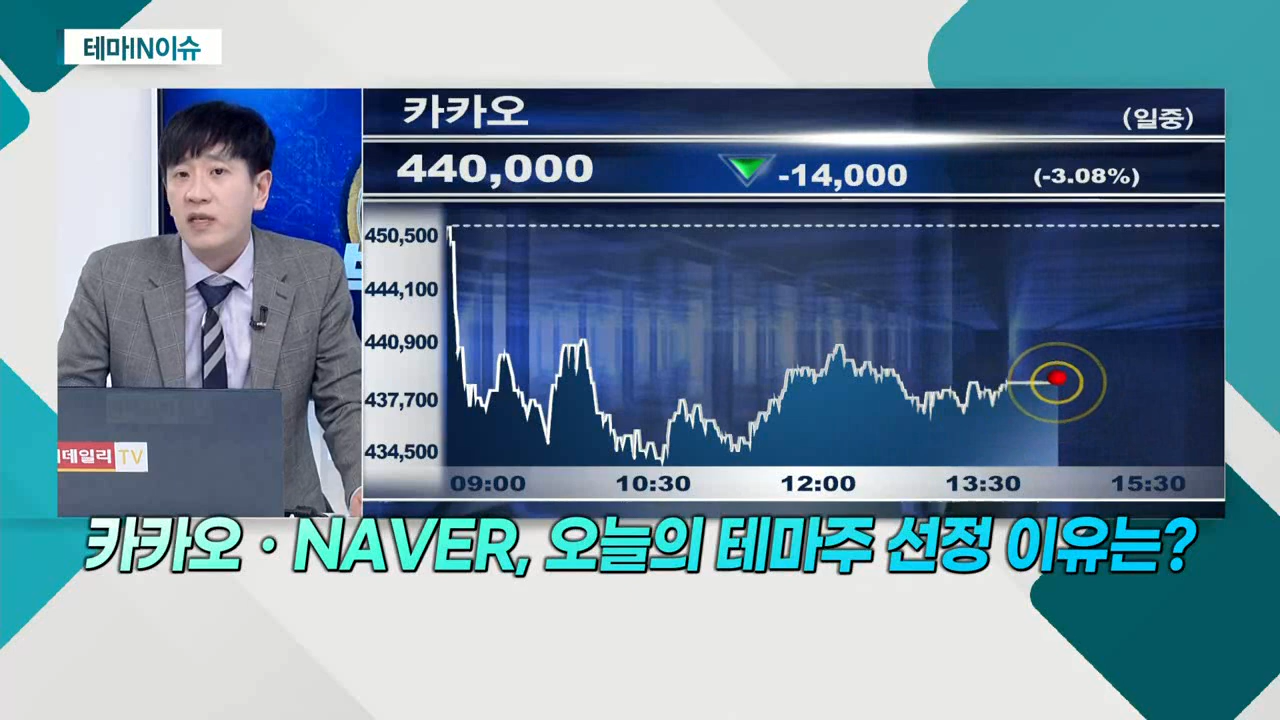 테마IN이슈
카카오
(일중)
440,000 ▼ -14,000 (-3.08%)
450,500
444,100
440,900
437,700
434,500
09:00 10:30 12:00 13:30 15:30
데일리 TV
카카오·NAVER, 오늘의 테마주 선정 이유는?